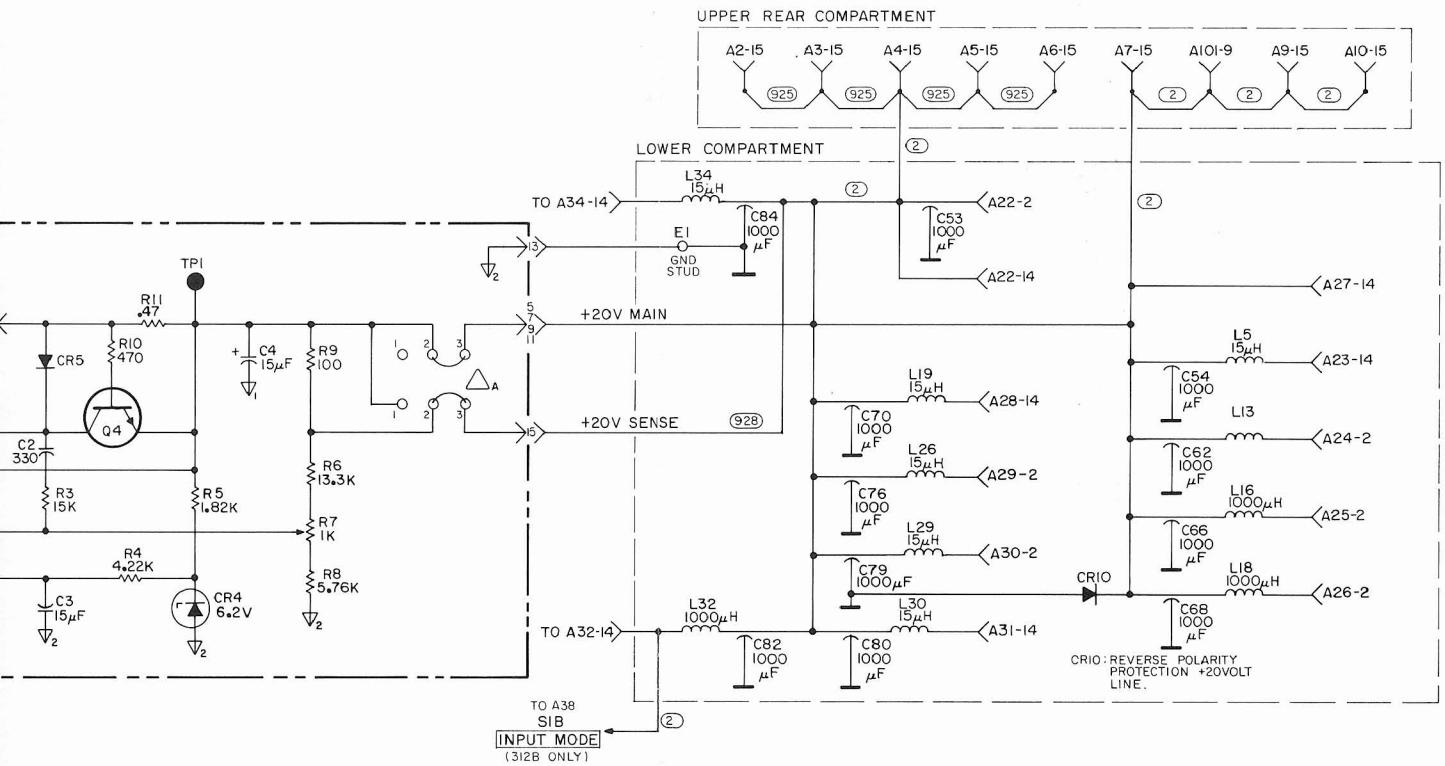 UPPER REAR COMPARTMENT
A2-15 A3-15 A4-15 A5-15 A6-15 A7-15 A101-9 A9-15 A10-15
925 925 925 925 2 2 2
2
LOWER COMPARTMENT
L34
15µH
TO A34-14
2
A22-2
2
C84
1000
µF
C53
1000
µF
13
E1
GND
STUD
2
A22-14
TP1
A27-14
R11
.47
5
7
9
11
+20V MAIN
CR5
R10
470
+
C4
15µF
1
R9
100
1 2 3
A
1 2 3
L5
15µH
A23-14
C54
1000
µF
L19
15µH
A28-14
C70
1000
µF
Q4
15
+20V SENSE
928
L13
A24-2
C62
1000
µF
C2
330
L26
15µH
A29-2
C76
1000
µF
R6
13.3K
R3
15K
R5
1.82K
L16
1000µH
A25-2
C66
1000
µF
R7
1K
L29
15µH
A30-2
C79
1000µF
R4
4.22K
R8
5.76K
2
CR10
L18
1000µH
A26-2
C68
1000
µF
C3
15µF
2
CR4
6.2V
2
L32
1000µH
TO A32-14
C82
1000
µF
L30
15µH
A31-14
C80
1000
µF
CR10: REVERSE POLARITY
PROTECTION +20VOLT
LINE.
TO A38
S1B
INPUT MODE
(312B ONLY)
2